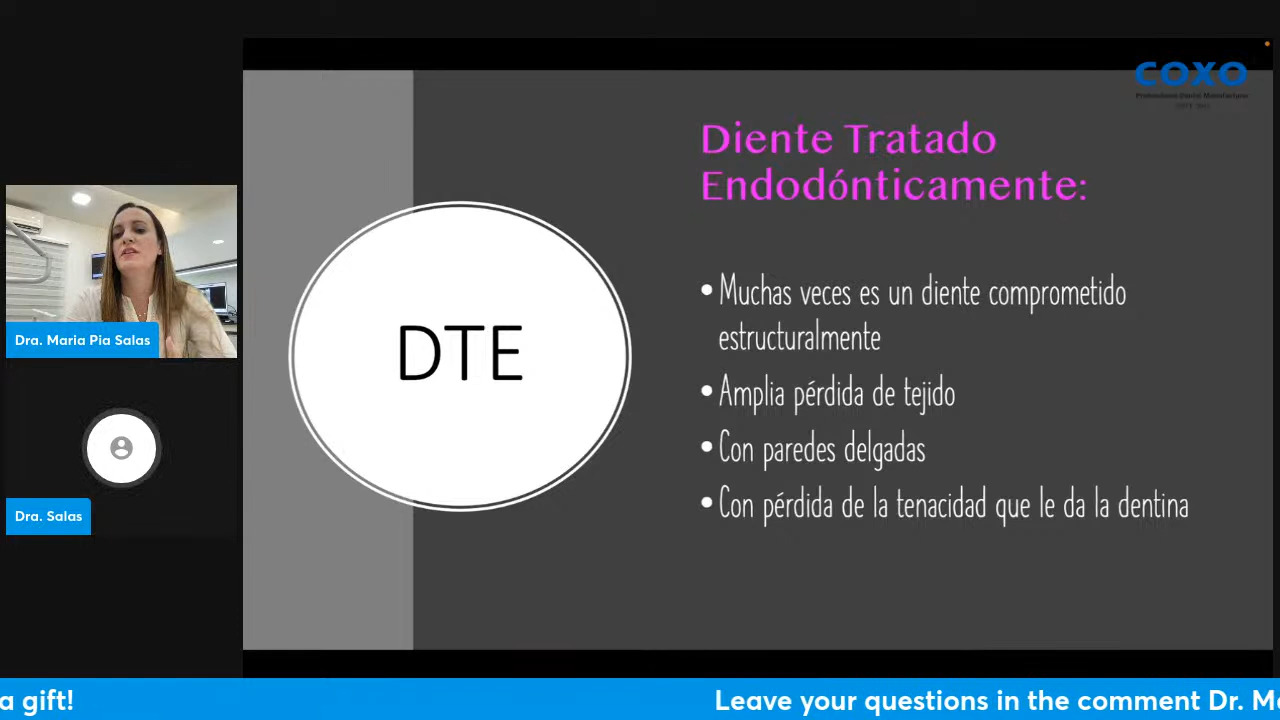 COXO
Diente Tratado
Endodónticamente:
DTE
• Muchas veces es un diente comprometido
estructuralmente
• Amplia pérdida de tejido
• Con paredes delgadas
• Con pérdida de la tenacidad que le da la dentina
Dra. Maria Pia Salas
Dra. Salas
a gift!
Leave your questions in the comment Dr. Ma